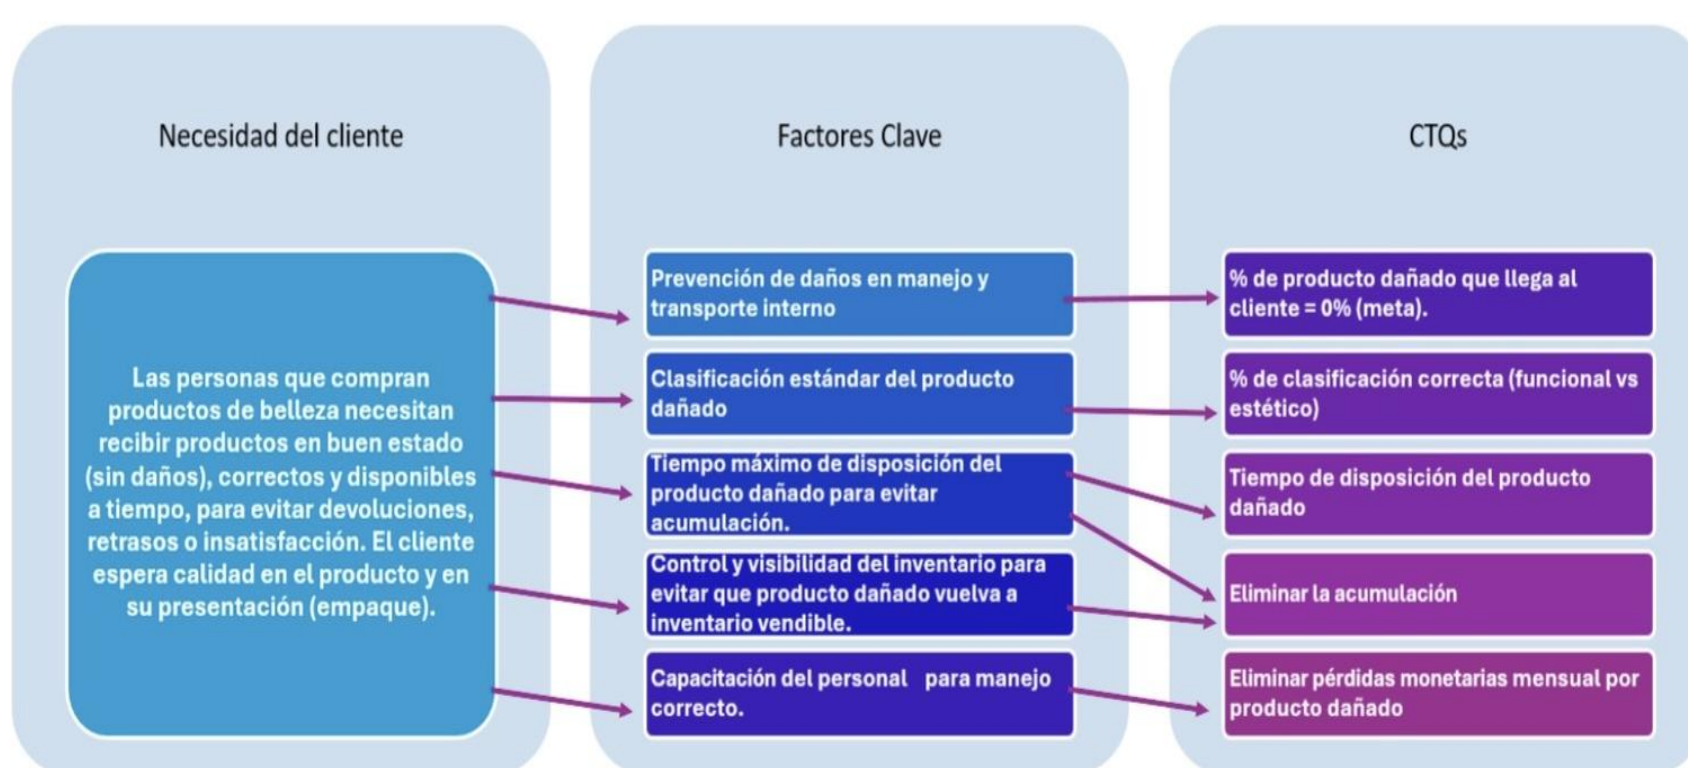 Necesidad del cliente
Las personas que compran
productos de belleza necesitan
recibir productos en buen estado
(sin daños), correctos y disponibles
a tiempo, para evitar devoluciones,
retrasos o insatisfacción. El cliente
espera calidad en el producto y en
su presentación (empaque).
Factores Clave
Prevención de daños en manejo y
transporte interno
Clasificación estándar del producto
dañado
Tiempo máximo de disposición del
producto dañado para evitar
acumulación.
Control y visibilidad del inventario para
evitar que producto dañado vuelva a
inventario vendible.
Capacitación del personal para manejo
correcto.
CTQs
% de producto dañado que llega al
cliente = 0% (meta).
% de clasificación correcta (funcional vs
estético)
Tiempo de disposición del producto
dañado
Eliminar la acumulación
Eliminar pérdidas monetarias mensual por
producto dañado